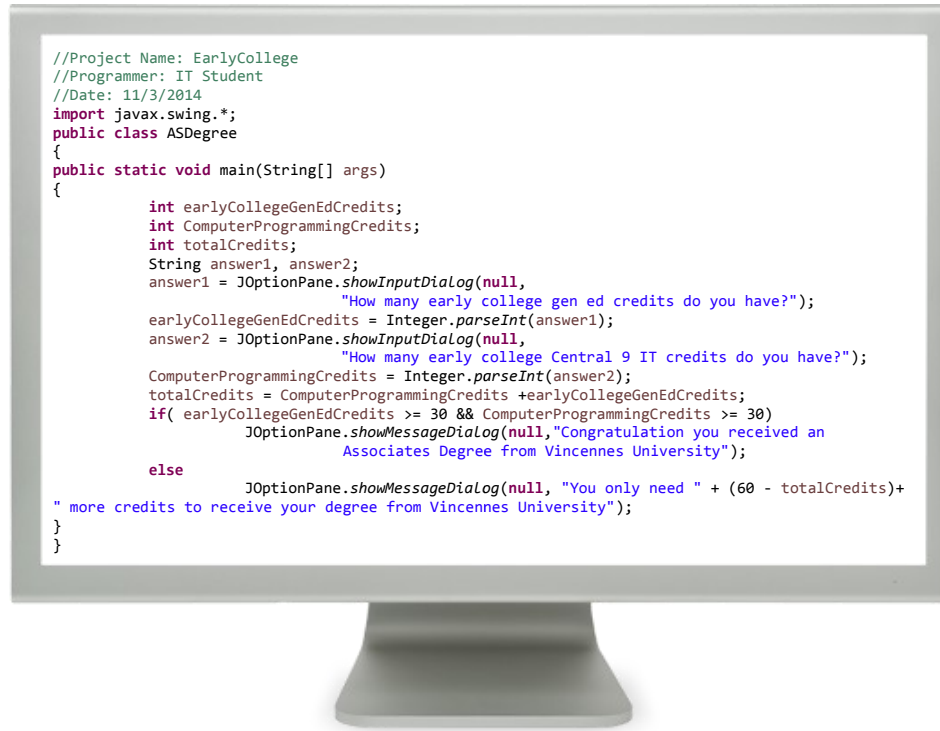 //Project Name: EarlyCollege
//Programmer: IT Student
//Date: 11/3/2014
import javax.swing.*;
public class ASDegree
{
public static void main(String[] args)
{
int earlyCollegeGenEdCredits;
int ComputerProgrammingCredits;
int totalCredits;
String answer1, answer2;
answer1 = JOptionPane.showInputDialog(null,
"How many early college gen ed credits do you have?");
earlyCollegeGenEdCredits = Integer.parseInt(answer1);
answer2 = JOptionPane.showInputDialog(null,
"How many early college Central 9 IT credits do you have?");
ComputerProgrammingCredits = Integer.parseInt(answer2);
totalCredits = ComputerProgrammingCredits +earlyCollegeGenEdCredits;
if( earlyCollegeGenEdCredits >= 30 && ComputerProgrammingCredits >= 30)
JOptionPane.showMessageDialog(null,"Congratulation you received an
Associates Degree from Vincennes University");
else
JOptionPane.showMessageDialog(null, "You only need " + (60 - totalCredits)+
" more credits to receive your degree from Vincennes University");
}
}